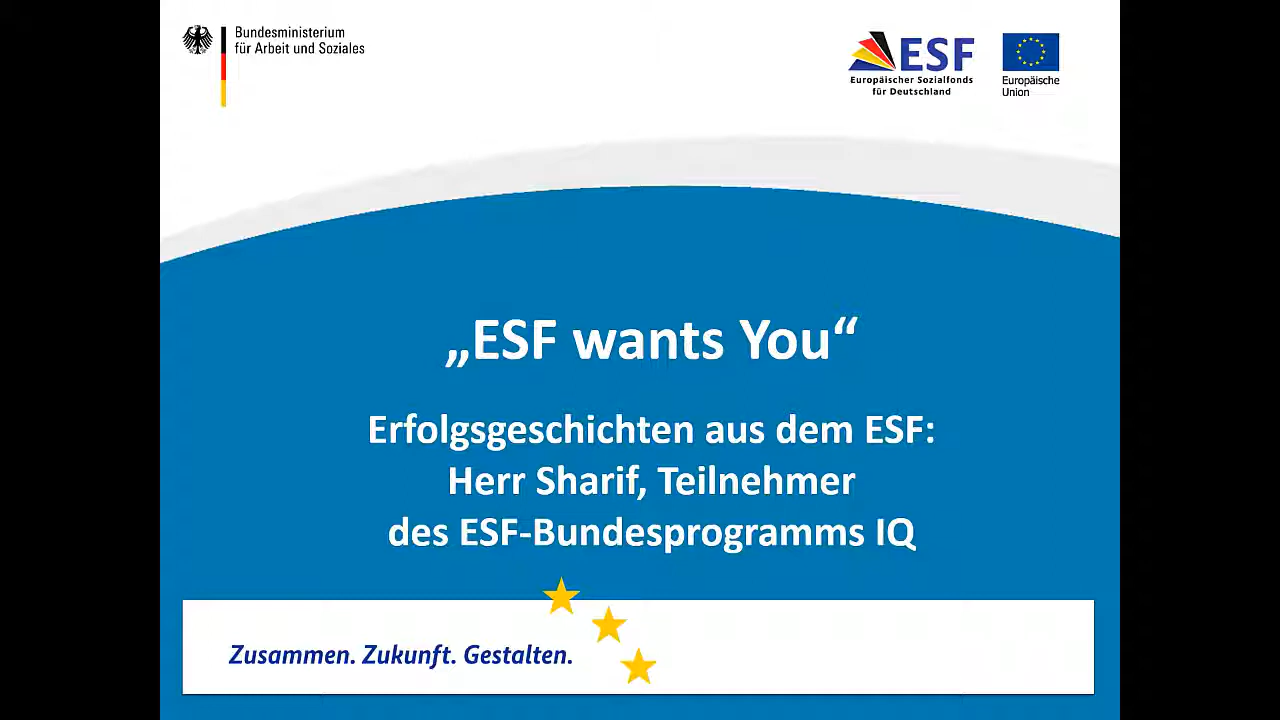 Bundesministerium
für Arbeit und Soziales
ESF
Europäischer Sozialfonds
für Deutschland
Europäische
Union
„ESF wants You“
Erfolgsgeschichten aus dem ESF:
Herr Sharif, Teilnehmer
des ESF-Bundesprogramms IQ
Zusammen. Zukunft. Gestalten.